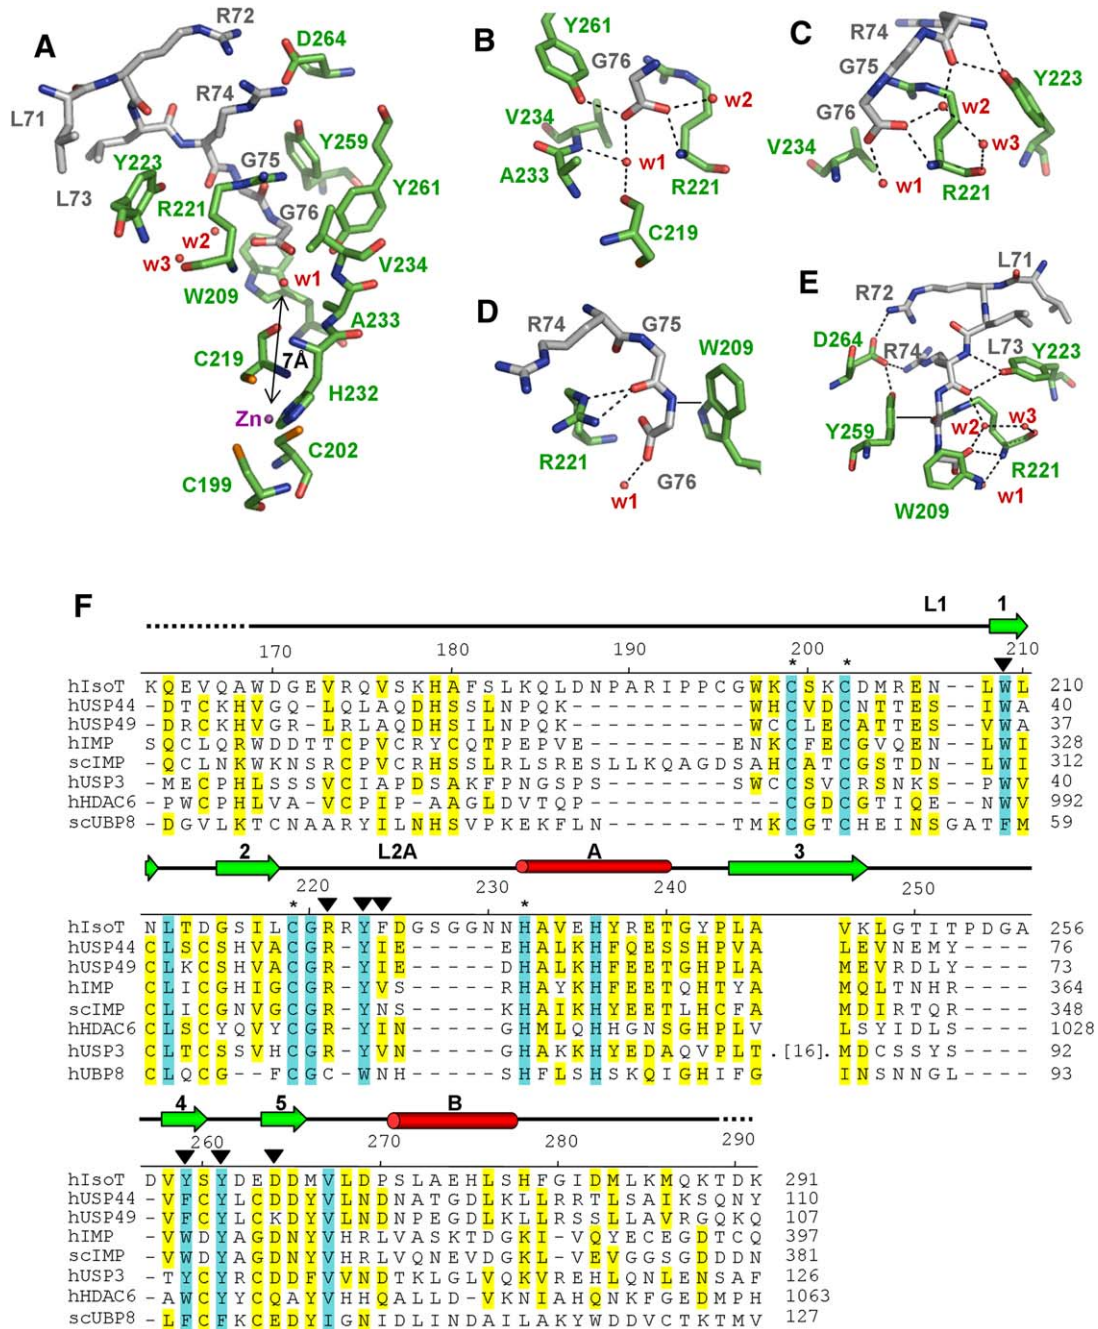 A
R72
D264
R74
L71
Y259
G75
Y223
Y261
R221
G76
L73
w2
w3
w1
V234
W209
A233
C219
7Å
H232
Zn
C202
C199
B
Y261
G76
w2
V234
w1
A233
R221
C219
C
R74
G75
Y223
G76
w2
w3
V234
w1
R221
D
R74
G75
W209
R221
G76
w1
E
L71
R72
D264
R74
L73
Y223
w3
w2
Y259
R221
w1
W209
F
L1 1
170 180 190 200 210
* *
hIsoT K Q E V Q A W D G E V R Q V S K H A F S L K Q L D N P A R I P P C G W K C S K C D M R E N - - L W L 210
hUSP44 - D T C K H V G Q - L Q L A Q D H S S L N P Q K - - - - - - - - - - W H C V D C N T T E S - - I W A 40
hUSP49 - D R C K H V G R - L R L A Q D H S S L N P Q K - - - - - - - - - - W C C L E C A T T E S - - V W A 37
hIMP S Q C L Q R W D D T T C P V C R Y C Q T P E P V E - - - - - - - - E N K C F E C G V Q E N - - L W I 328
scIMP - Q C L N K W K N S R C P V C R H S S L R L S R E S L L K Q A G D S A H C A T C G S T D N - - L W I 312
hUSP3 - M E C P H L S S S V C I A P D S A K F P N G S P S - - - - - - - - S W C S V C R S N K S - - P W V 40
hHDAC6 - P W C P H L V A - V C P I P - A A G L D V T Q P - - - - - - - - - - - C G D C G T I Q E - - N W V 992
scUBP8 - D G V L K T C N A A R Y I L N H S V P K E K F L N - - - - - - - T M K C G T C H E I N S G A T F M 59
2 L2A A 3
220 230 240 250
* *
hIsoT N L T D G S I L C G R R Y F D G S G G N N H A V E H Y R E T G Y P L A V K L G T I T P D G A 256
hUSP44 C L S C S H V A C G R - Y I E - - - - - E H A L K H F Q E S S H P V A L E V N E M Y - - - - 76
hUSP49 C L K C S H V A C G R - Y I E - - - - - D H A L K H F E E T G H P L A M E V R D L Y - - - - 73
hIMP C L I C G H I G C G R - Y V S - - - - - R H A Y K H F E E T Q H T Y A M Q L T N H R - - - - 364
scIMP C L I C G N V G C G R - Y N S - - - - - K H A I K H Y E E T L H C F A M D I R T Q R - - - - 348
hHDAC6 C L S C Y Q V Y C G R - Y I N - - - - - G H M L Q H H G N S G H P L V L S Y I D L S - - - - 1028
hUSP3 C L T C S S V H C G R - Y V N - - - - - G H A K K H Y E D A Q V P L T .[16]. M D C S S Y S - - - - 92
hUBP8 C L Q C G - - F C G C - W N H - - - - - S H F L S H S K Q I G H I F G I N S N N G L - - - - 93
4 5 B
260 270 280 290
hIsoT D V Y S Y D E D D M V L D P S L A E H L S H F G I D M L K M Q K T D K 291
hUSP44 - V F C Y L C D D Y V L N D N A T G D L K L L R R T L S A I K S Q N Y 110
hUSP49 - V F C Y L C K D Y V L N D N P E G D L K L L R S S L L A V R G Q K Q 107
hIMP - V W D Y A G D N Y V H R L V A S K T D G K I - V Q Y E C E G D T C Q 397
scIMP - V W D Y A G D N Y V H R L V Q N E V D G K L - V E V G G S G D D D N 381
hUSP3 - T Y C Y R C D D F V V N D T K L G L V Q K V R E H L Q N L E N S A F 126
hHDAC6 - A W C Y Y C Q A Y V H H Q A L L D - V K N I A H Q N K F G E D M P H 1063
scUBP8 - L F C F K C E D Y I G N I D L I N D A I L A K Y W D D V C T K T M V 127